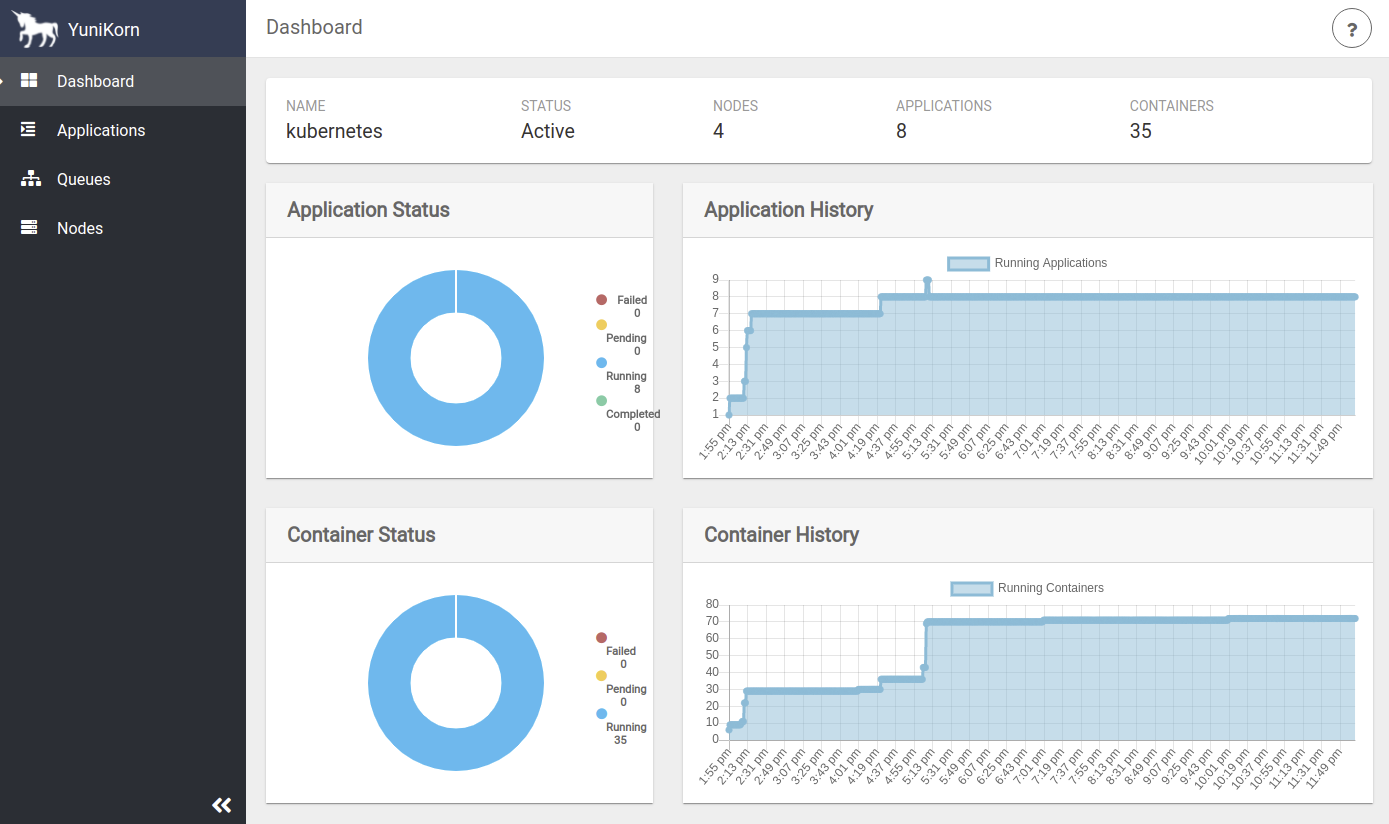 YuniKorn
Dashboard
Applications
Queues
Nodes
Dashboard
?
NAME
kubernetes
STATUS
Active
NODES
4
APPLICATIONS
8
CONTAINERS
35
Application Status
Failed
0
Pending
0
Running
8
Completed
0
Application History
Running Applications
9
8
7
6
5
4
3
2
1
1:55 pm
2:13 pm
2:31 pm
2:49 pm
3:07 pm
3:25 pm
3:43 pm
4:01 pm
4:19 pm
4:37 pm
4:55 pm
5:13 pm
5:31 pm
5:49 pm
6:07 pm
6:25 pm
6:43 pm
7:01 pm
7:19 pm
7:37 pm
7:55 pm
8:13 pm
8:31 pm
8:49 pm
9:07 pm
9:25 pm
9:43 pm
10:01 pm
10:19 pm
10:37 pm
10:55 pm
11:13 pm
11:31 pm
11:49 pm
Container Status
Failed
0
Pending
0
Running
35
Container History
Running Containers
80
70
60
50
40
30
20
10
0
1:55 pm
2:13 pm
2:31 pm
2:49 pm
3:07 pm
3:25 pm
3:43 pm
4:01 pm
4:19 pm
4:37 pm
4:55 pm
5:13 pm
5:31 pm
5:49 pm
6:07 pm
6:25 pm
6:43 pm
7:01 pm
7:19 pm
7:37 pm
7:55 pm
8:13 pm
8:31 pm
8:49 pm
9:07 pm
9:25 pm
9:43 pm
10:01 pm
10:19 pm
10:37 pm
10:55 pm
11:13 pm
11:31 pm
11:49 pm